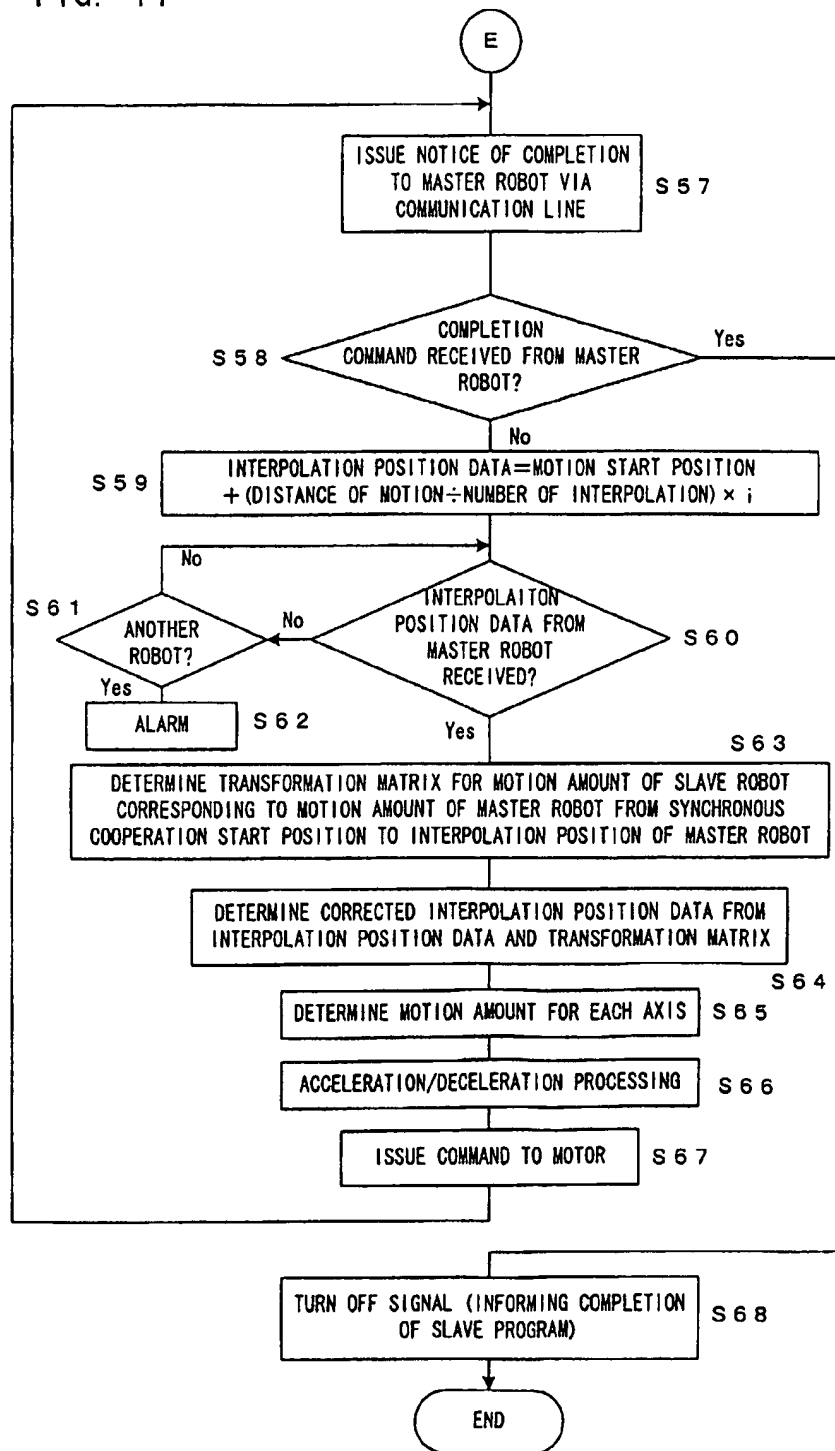 E
ISSUE NOTICE OF COMPLETION
TO MASTER ROBOT VIA
COMMUNICATION LINE
S57
COMPLETION
COMMAND RECEIVED FROM MASTER
ROBOT?
S58
Yes
No
INTERPOLATION POSITION DATA=MOTION START POSITION
+(DISTANCE OF MOTION÷NUMBER OF INTERPOLATION) × i
S59
No
S61
ANOTHER
ROBOT?
No
INTERPOLAITON
POSITION DATA FROM
MASTER ROBOT
RECEIVED?
S60
Yes
ALARM
S62
Yes
S63
DETERMINE TRANSFORMATION MATRIX FOR MOTION AMOUNT OF SLAVE ROBOT
CORRESPONDING TO MOTION AMOUNT OF MASTER ROBOT FROM SYNCHRONOUS
COOPERATION START POSITION TO INTERPOLATION POSITION OF MASTER ROBOT
DETERMINE CORRECTED INTERPOLATION POSITION DATA FROM
INTERPOLATION POSITION DATA AND TRANSFORMATION MATRIX
S64
DETERMINE MOTION AMOUNT FOR EACH AXIS
S65
ACCELERATION/DECELERATION PROCESSING
S66
ISSUE COMMAND TO MOTOR
S67
TURN OFF SIGNAL (INFORMING COMPLETION
OF SLAVE PROGRAM)
S68
END